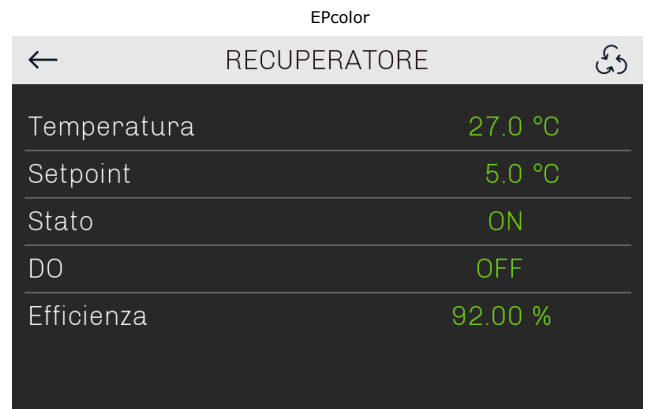 EPcolor
RECUPERATORE
Temperatura 27.0 °C
Setpoint 5.0 °C
Stato ON
DO OFF
Efficienza 92.00 %